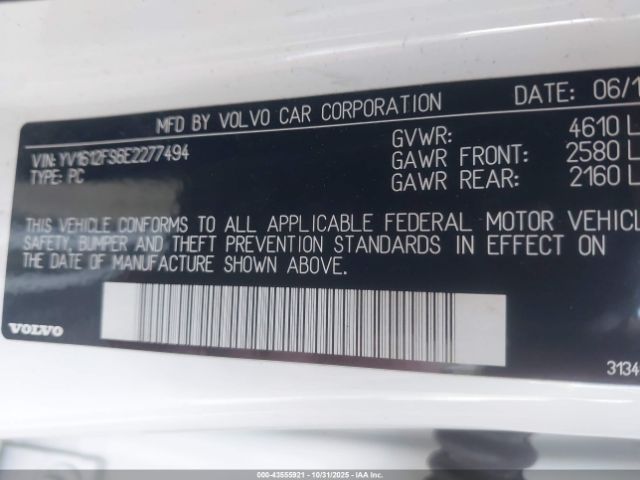 MFD BY VOLVO CAR CORPORATION DATE: 06/1
VIN: YV1612FS6E2277494 GVWR: 4610 L
TYPE: PC GAWR FRONT: 2580 L
GAWR REAR: 2160 L
THIS VEHICLE CONFORMS TO ALL APPLICABLE FEDERAL MOTOR VEHICL
SAFETY, BUMPER AND THEFT PREVENTION STANDARDS IN EFFECT ON
THE DATE OF MANUFACTURE SHOWN ABOVE.
VOLVO
3134
000-43555921 - 10/31/2025 - IAA Inc.